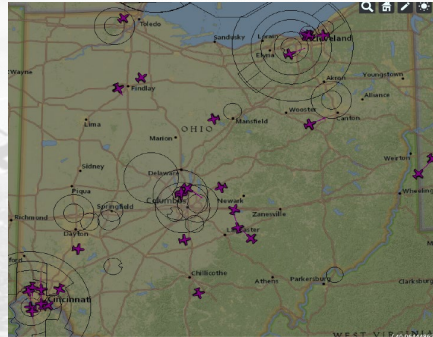 Toledo
Sandusky
Lorain
Cleveland
Elyria
Wayne
Findlay
Akron
Youngstown
Alliance
Lima
Wooster
Canton
Mansfield
OHIO
Marion
Sidney
Delaware
Weirton
Piqua
Springfield
Columbus
Newark
Wheeling
Richmond
Zanesville
Dayton
Lancaster
Chillicothe
Athens
Parkersburg
Clarksburg
Cincinnati
WEST VIRGINIA